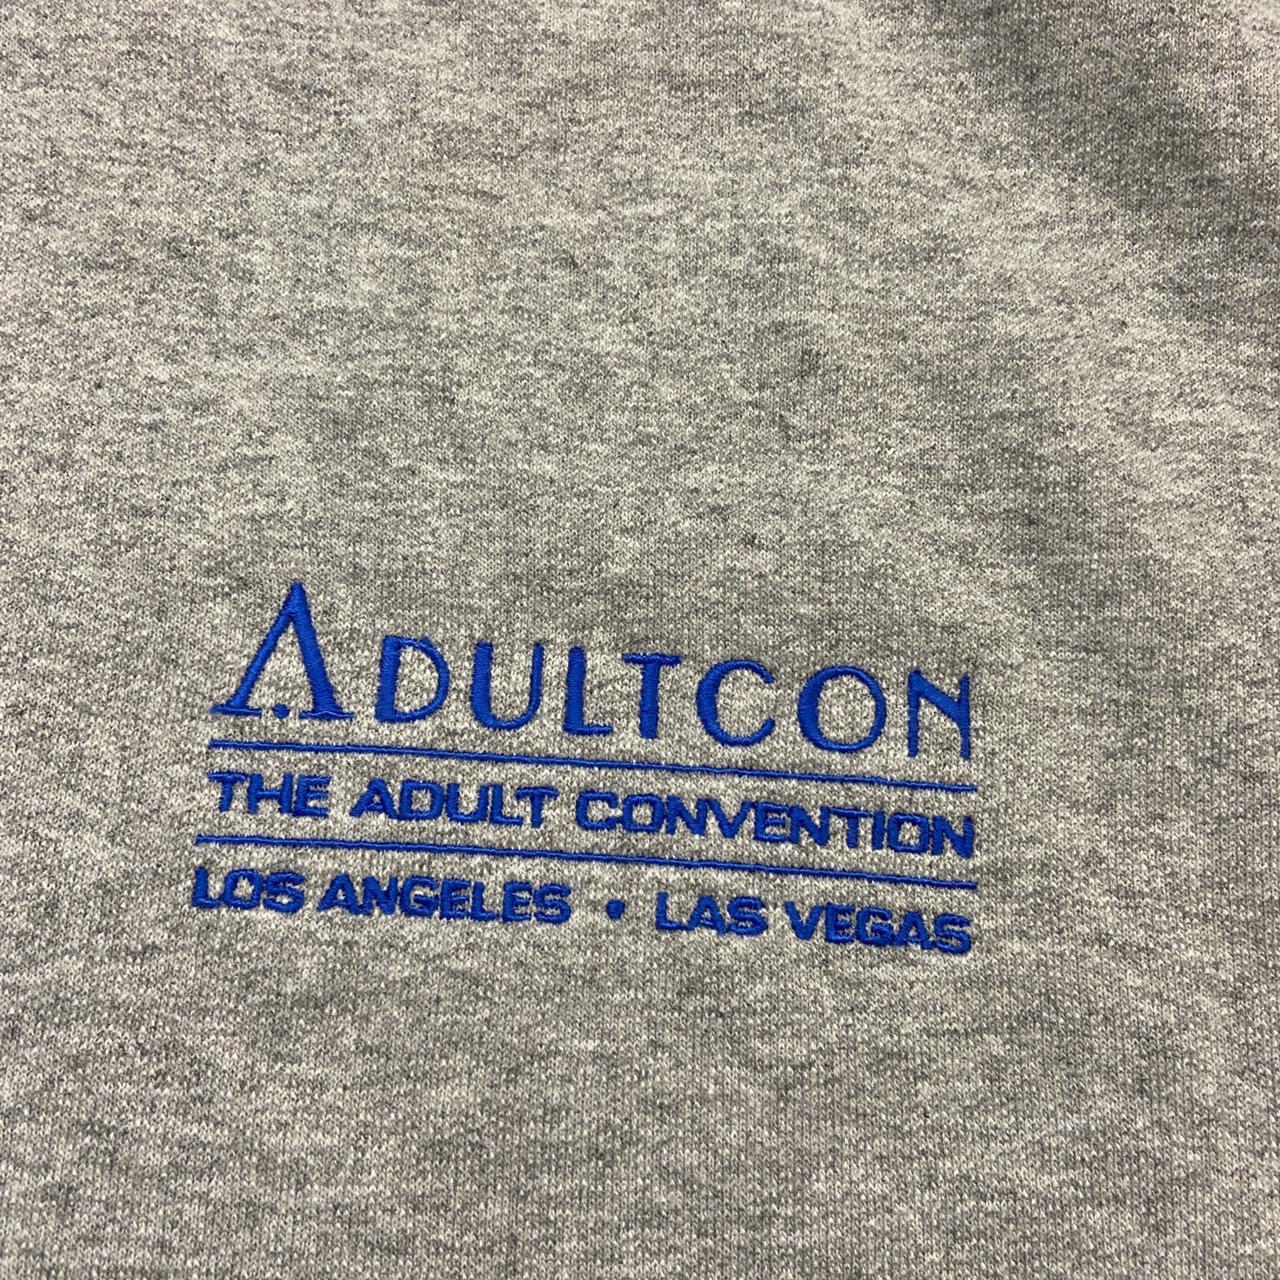 ADULTCON
THE ADULT CONVENTION
LOS ANGELES • LAS VEGAS